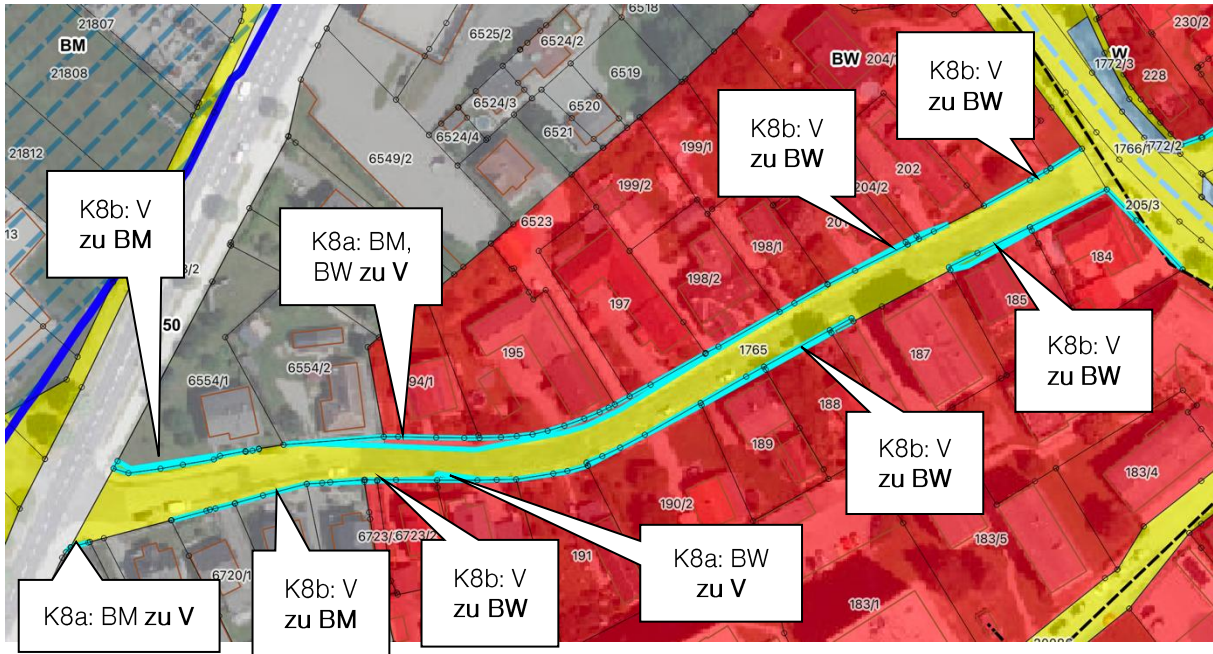 21807
6518
BM
21808
6525/2
6524/2
6519
BW
230/2
W
1772/3
228
K8b: V
zu BW
6524/3
6520
6524/4
6521
K8b: V
zu BW
21812
6549/2
199/1
202
199/2
204/2
205/3
K8b: V
zu BM
K8a: BM,
BW zu V
6523
198/1
184
198/2
50
197
185
1765
195
187
K8b: V
zu BW
6554/1
6554/2
188
189
K8b: V
zu BW
183/4
190/2
6723/2
183/5
191
6720/1
K8a: BM zu V
K8b: V
zu BM
K8b: V
zu BW
K8a: BW
zu V
183/1